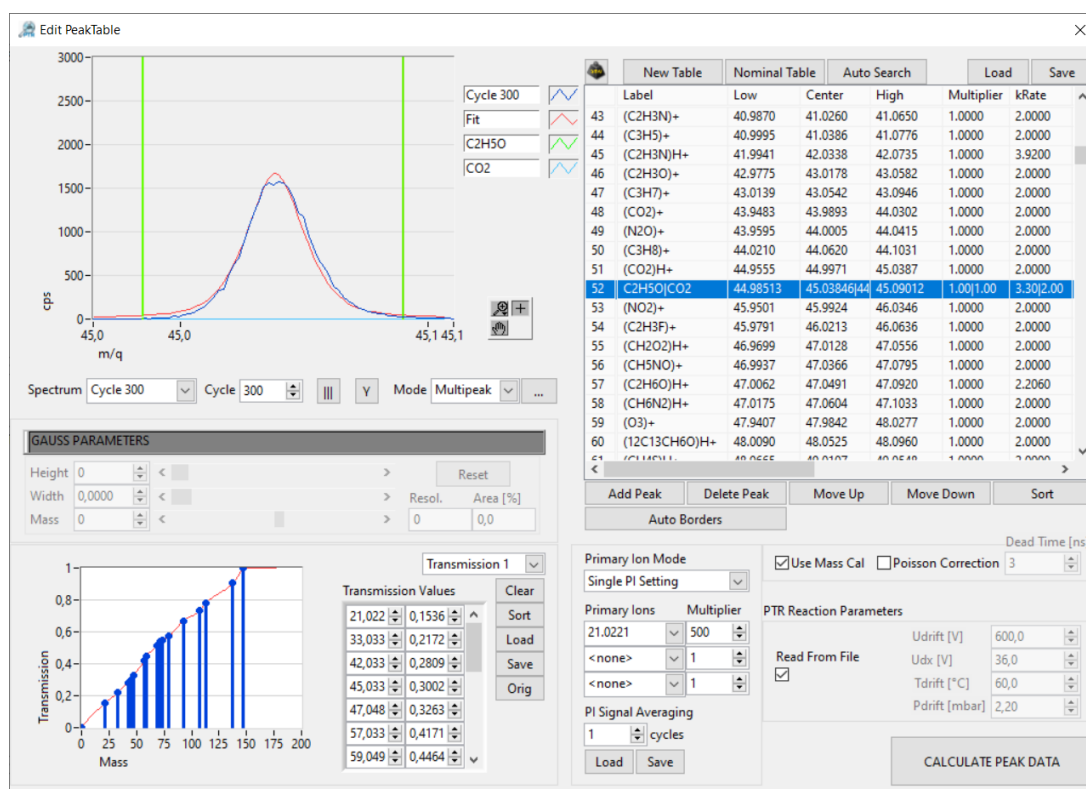 Edit PeakTable
3000
2500
2000
1500
1000
500
0
cps
45,0
45,0
45,1
45,1
m/q
Cycle 300
Fit
C2H5O
CO2
Spectrum
Cycle 300
Cycle
300
|||
Y
Mode
Multipeak
...
GAUSS PARAMETERS
Height
0
Reset
Width
0,0000
Resol.
Area [%]
Mass
0
0
0,0
1
0,8
0,6
0,4
0,2
0
Transmission
0 25 50 75 100 125 150 175 200
Mass
Transmission 1
Transmission Values
21,022 0,1536
33,033 0,2172
42,033 0,2809
45,033 0,3002
47,048 0,3263
57,033 0,4171
59,049 0,4464
Clear
Sort
Load
Save
Orig
New Table
Nominal Table
Auto Search
Load
Save
Label Low Center High Multiplier kRate
43 (C2H3N)+ 40.9870 41.0260 41.0650 1.0000 2.0000
44 (C3H5)+ 40.9995 41.0386 41.0776 1.0000 2.0000
45 (C2H3N)H+ 41.9941 42.0338 42.0735 1.0000 3.9200
46 (C2H3O)+ 42.9775 43.0178 43.0582 1.0000 2.0000
47 (C3H7)+ 43.0139 43.0542 43.0946 1.0000 2.0000
48 (CO2)+ 43.9483 43.9893 44.0302 1.0000 2.0000
49 (N2O)+ 43.9595 44.0005 44.0415 1.0000 2.0000
50 (C3H8)+ 44.0210 44.0620 44.1031 1.0000 2.0000
51 (CO2)H+ 44.9555 44.9971 45.0387 1.0000 2.0000
52 C2H5O|CO2 44.98513 45.03846|44 45.09012 1.00|1.00 3.30|2.00
53 (NO2)+ 45.9501 45.9924 46.0346 1.0000 2.0000
54 (C2H3F)+ 45.9791 46.0213 46.0636 1.0000 2.0000
55 (CH2O2)H+ 46.9699 47.0128 47.0556 1.0000 2.0000
56 (CH5NO)+ 46.9937 47.0366 47.0795 1.0000 2.0000
57 (C2H6O)H+ 47.0062 47.0491 47.0920 1.0000 2.2060
58 (CH6N2)H+ 47.0175 47.0604 47.1033 1.0000 2.0000
59 (O3)+ 47.9407 47.9842 48.0277 1.0000 2.0000
60 (12C13CH6O)H+ 48.0090 48.0525 48.0960 1.0000 2.0000
Add Peak
Delete Peak
Move Up
Move Down
Sort
Auto Borders
Primary Ion Mode
Single PI Setting
Primary Ions Multiplier
21.0221 500
<none> 1
<none> 1
PI Signal Averaging
1 cycles
Load
Save
Dead Time [ns
Use Mass Cal
Poisson Correction
3
PTR Reaction Parameters
Read From File
Udrift [V] 600,0
Udx [V] 36,0
Tdrift [°C] 60,0
Pdrift [mbar] 2,20
CALCULATE PEAK DATA